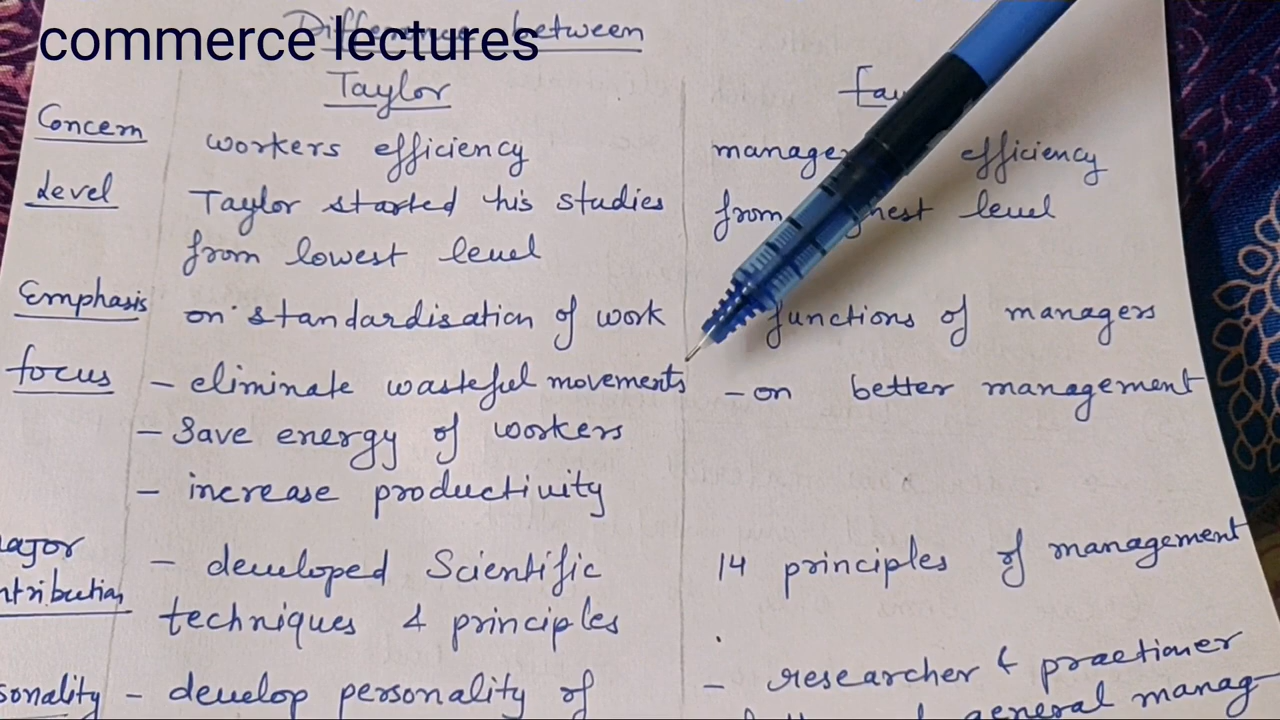 commerce lectures
Difference between
Taylor
Concern workers efficiency efficiency
Level Taylor started his studies from level
from lowest level
Emphasis on standardisation of work functions of managers
focus - eliminate wasteful movements - on better management
- Save energy of workers
- increase productivity
- developed Scientific 14 principles of management
techniques & principles
- develop personality of - researcher & practioner
general manag-